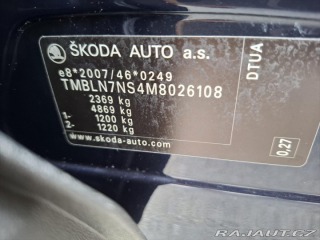 ŠKODA AUTO a.s.
e8*2007/46*0249
TMBLN7NS4M8026108
2369 kg
4869 kg
1- 1200 kg
2- 1220 kg
www.skoda-auto.com
DTUA
0,27
RAJAUT.CZ